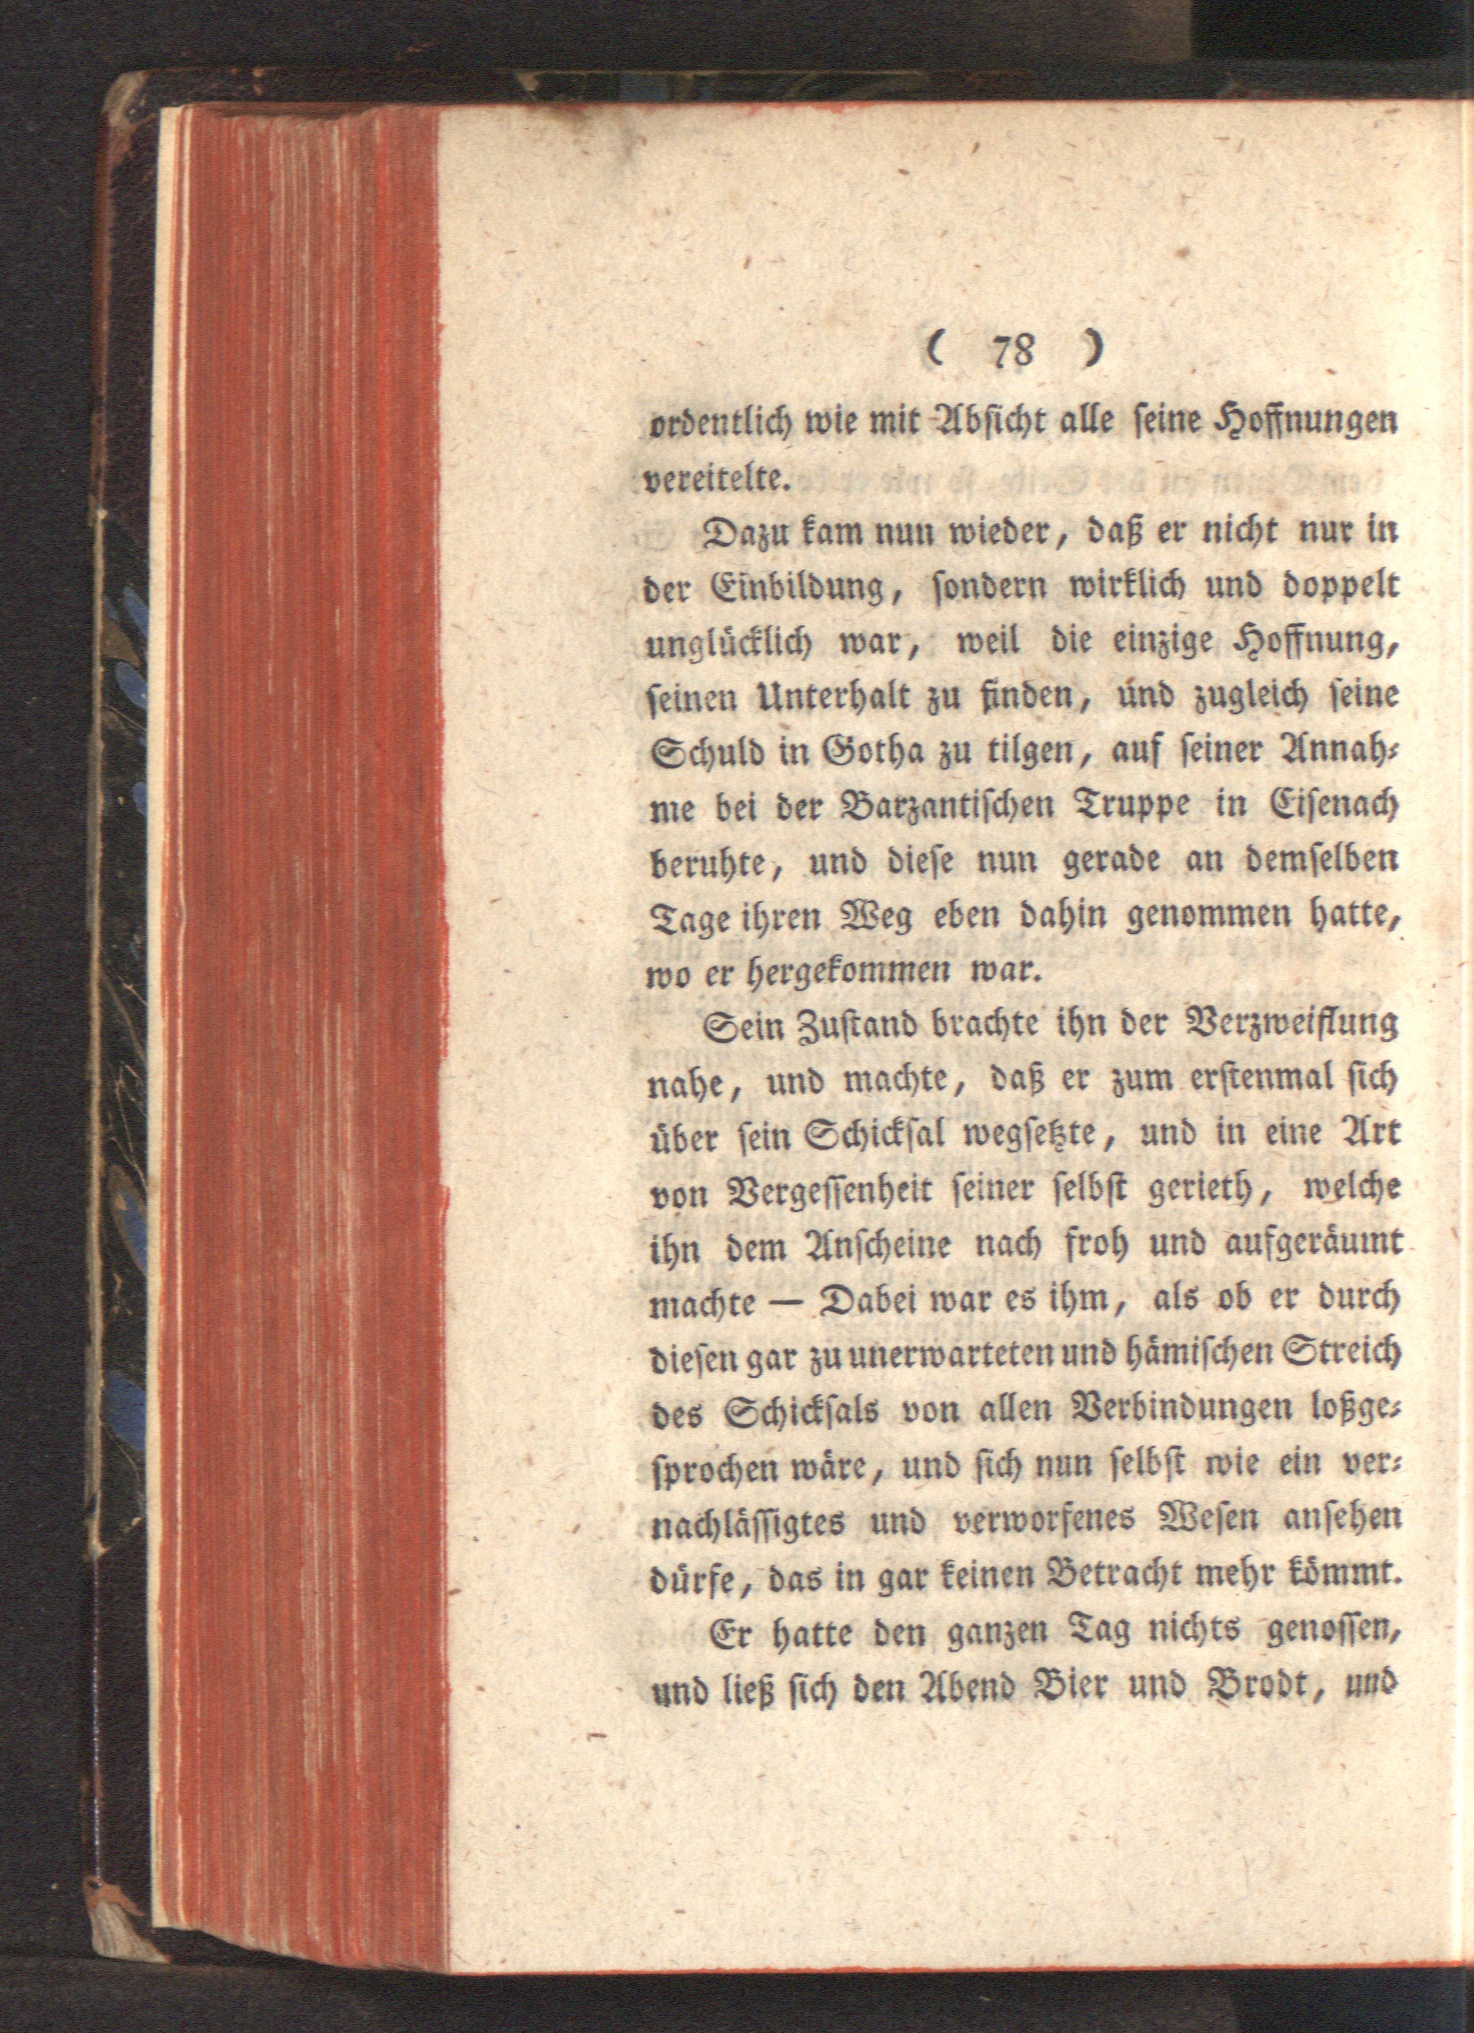 ( 78 )
ordentlich wie mit Absicht alle ſeine Hoffnungen
vereitelte.
Dazu kam nun wieder, daß er nicht nur in
der Einbildung, ſondern wirklich und doppelt
unglücklich war, weil die einzige Hoffnung,
ſeinen Unterhalt zu finden, und zugleich ſeine
Schuld in Gotha zu tilgen, auf ſeiner Annah⸗
me bei der Barzantiſchen Truppe in Eiſenach
beruhte, und dieſe nun gerade an demſelben
Tage ihren Weg eben dahin genommen hatte,
wo er hergekommen war.
Sein Zuſtand brachte ihn der Verzweiflung
nahe, und machte, daß er zum erſtenmal ſich
über ſein Schickſal wegſetzte, und in eine Art
von Vergeſſenheit ſeiner ſelbſt gerieth, welche
ihn dem Anſcheine nach froh und aufgeräumt
machte — Dabei war es ihm, als ob er durch
dieſen gar zu unerwarteten und hämiſchen Streich
des Schickſals von allen Verbindungen loßge⸗
ſprochen wäre, und ſich nun ſelbſt wie ein ver⸗
nachläſſigtes und verworfenes Weſen anſehen
dürfe, das in gar keinen Betracht mehr kömmt.
Er hatte den ganzen Tag nichts genoſſen,
und ließ ſich den Abend Bier und Brodt, und